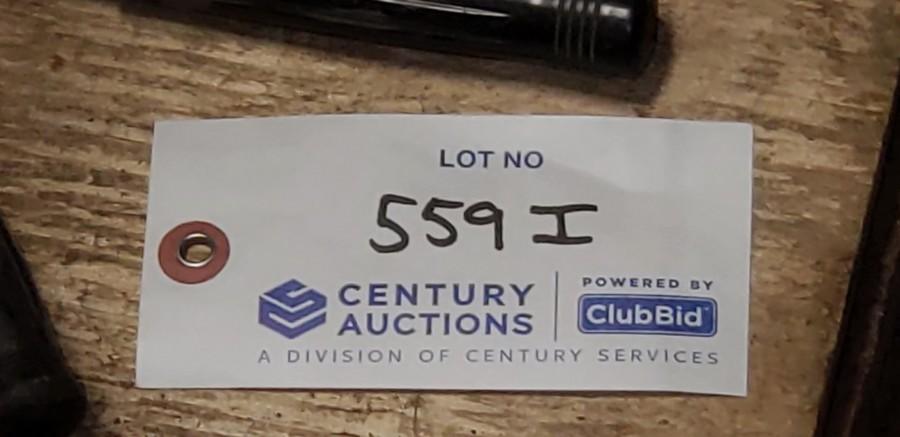 LOT NO
559 I
CENTURY AUCTIONS
POWERED BY
ClubBid
A DIVISION OF CENTURY SERVICES